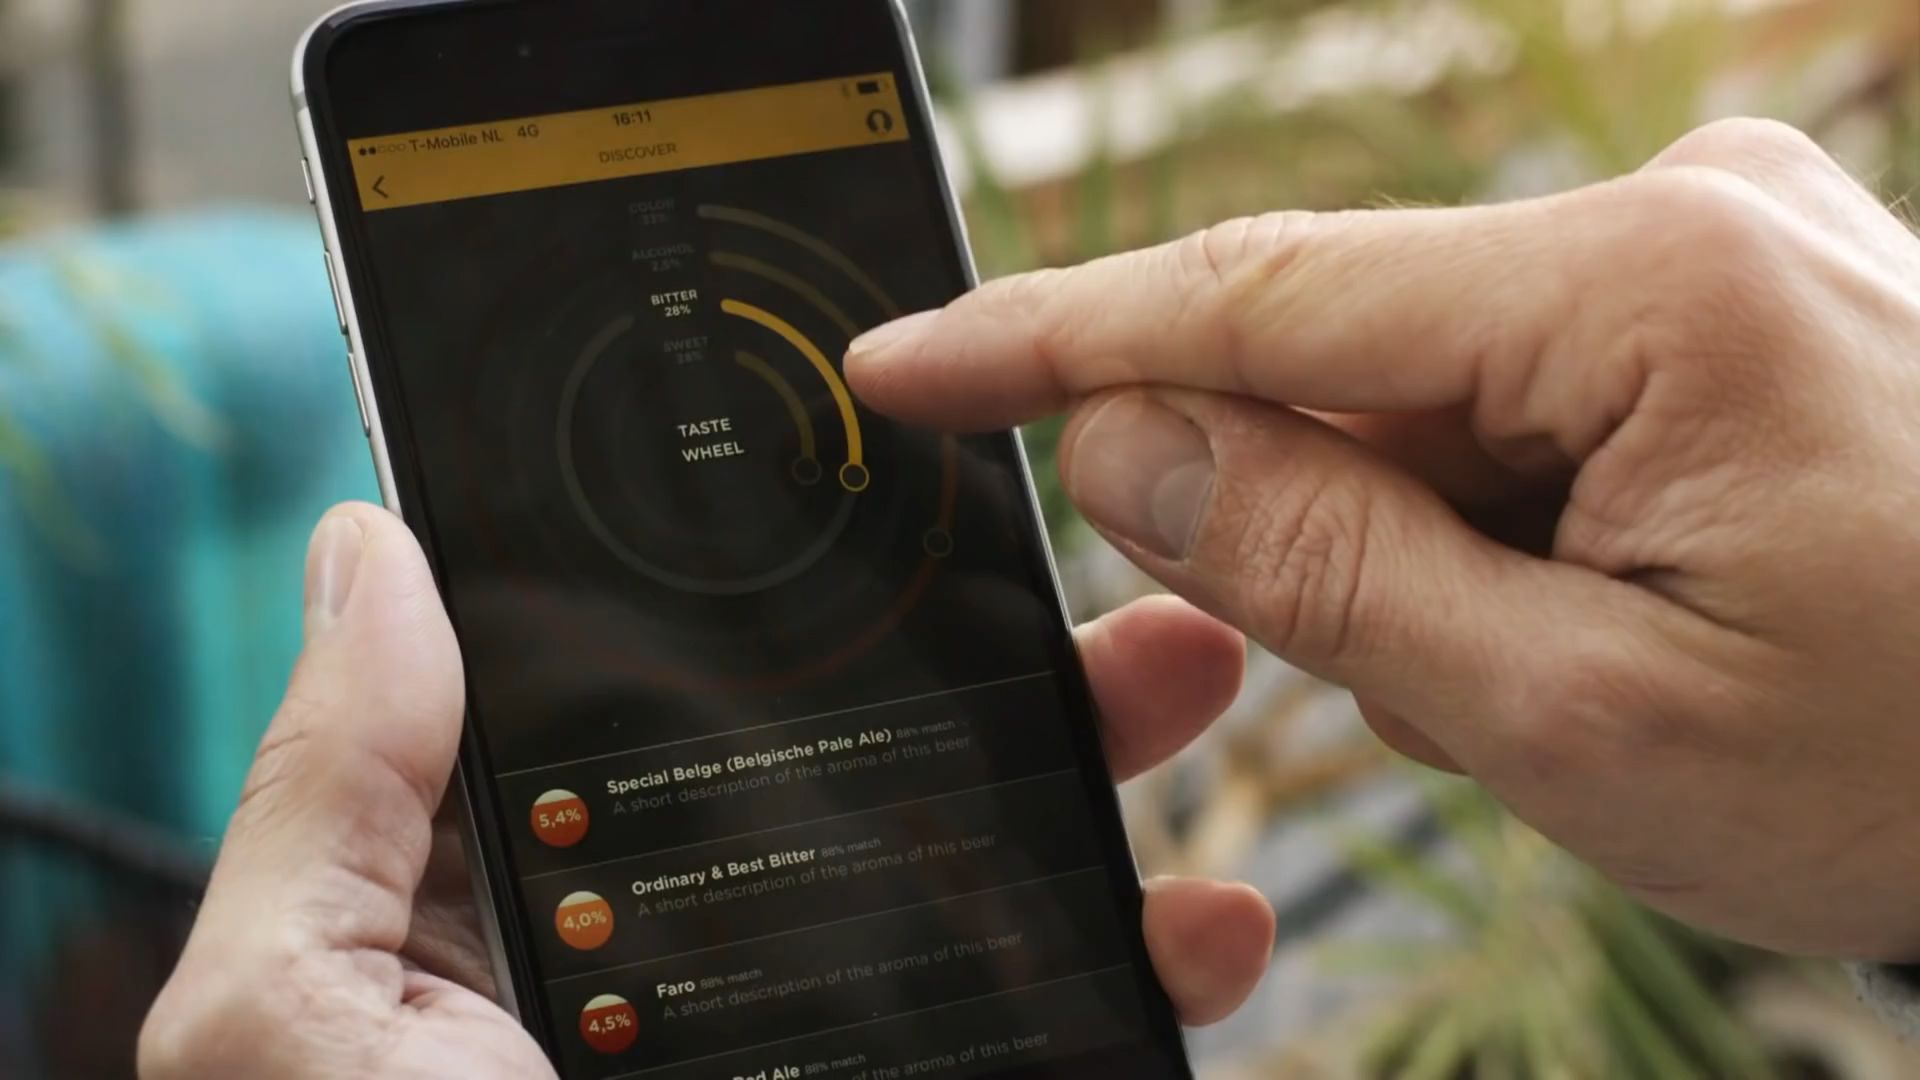 T-Mobile NL 4G 16:11
DISCOVER
COLOR
33%
ALCOHOL
2,5%
BITTER
28%
SWEET
28%
TASTE
WHEEL
Special Belge (Belgische Pale Ale) 88% match
A short description of the aroma of this beer
5,4%
Ordinary & Best Bitter 88% match
A short description of the aroma of this beer
4,0%
Faro 88% match
A short description of the aroma of this beer
4,5%
Red Ale 88% match
of the aroma of this beer